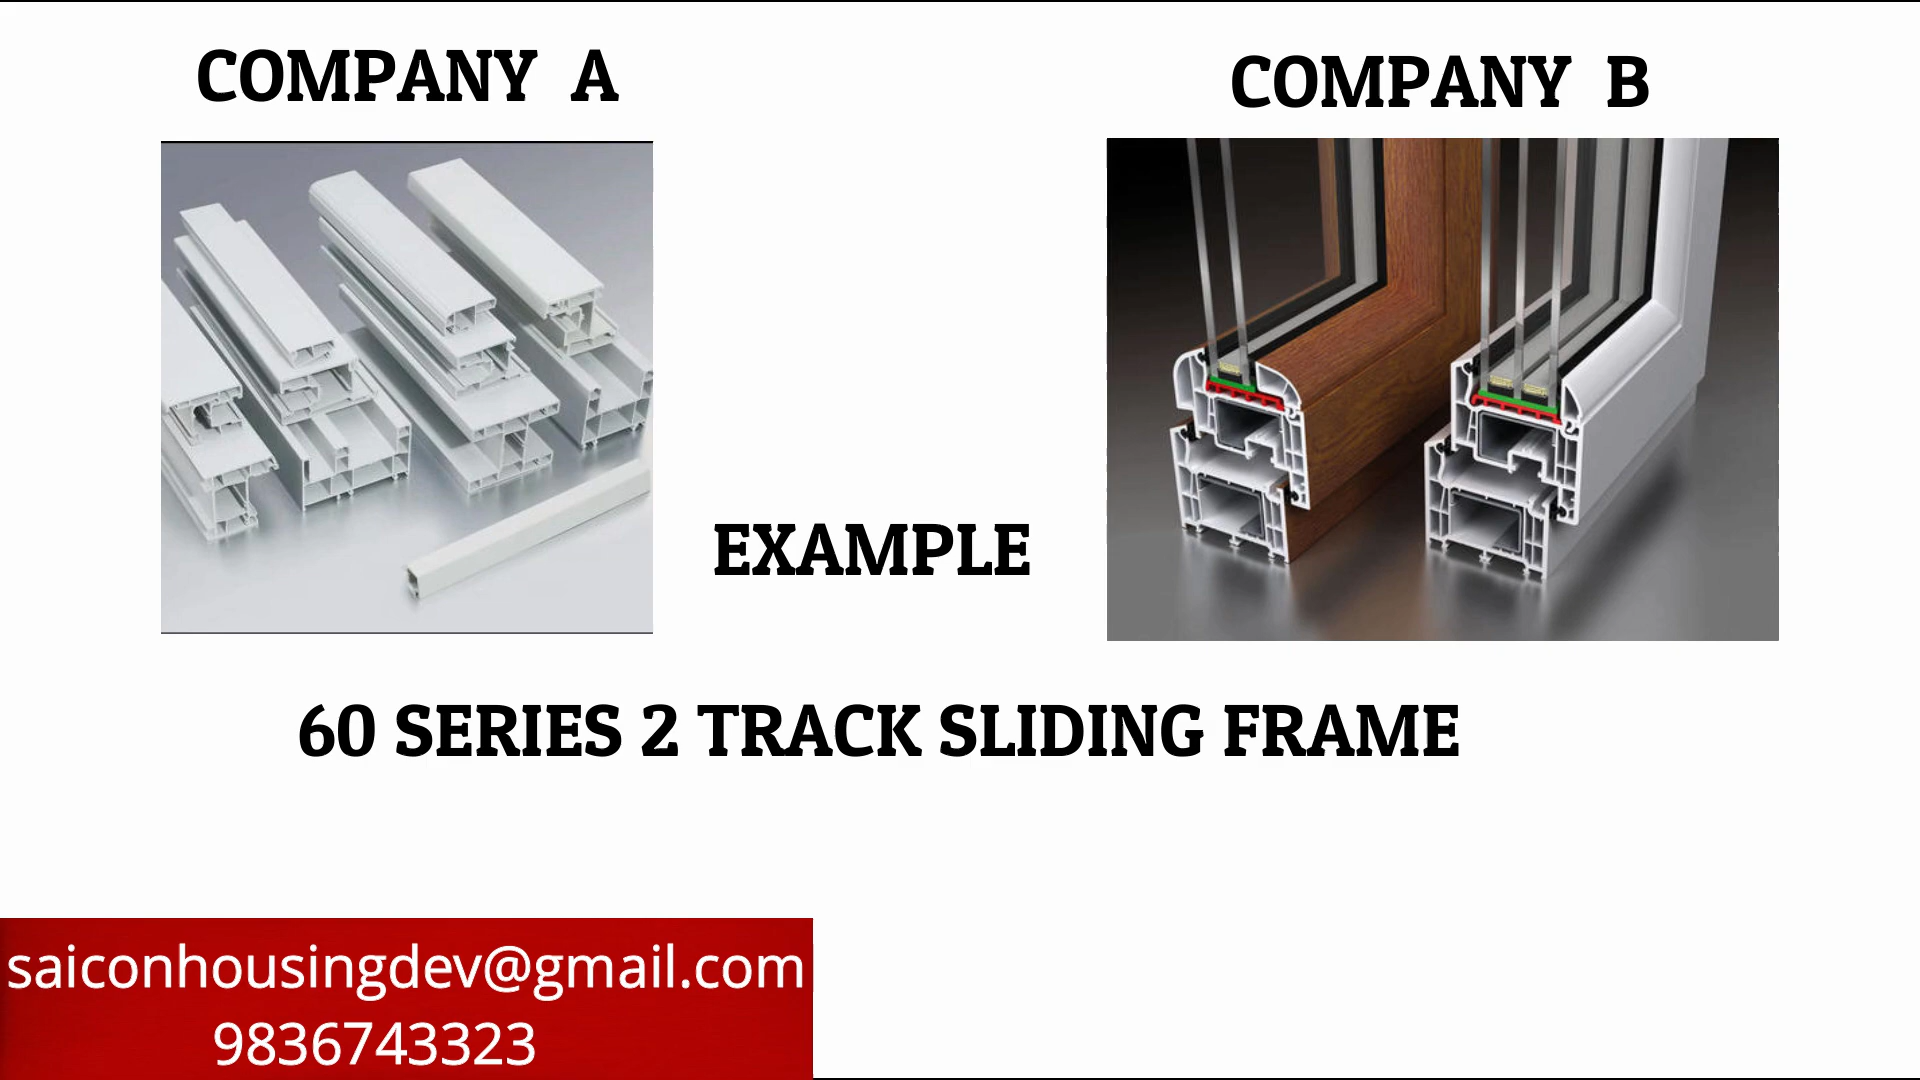 COMPANY A
COMPANY B
EXAMPLE
60 SERIES 2 TRACK SLIDING FRAME
saiconhousingdev@gmail.com
9836743323